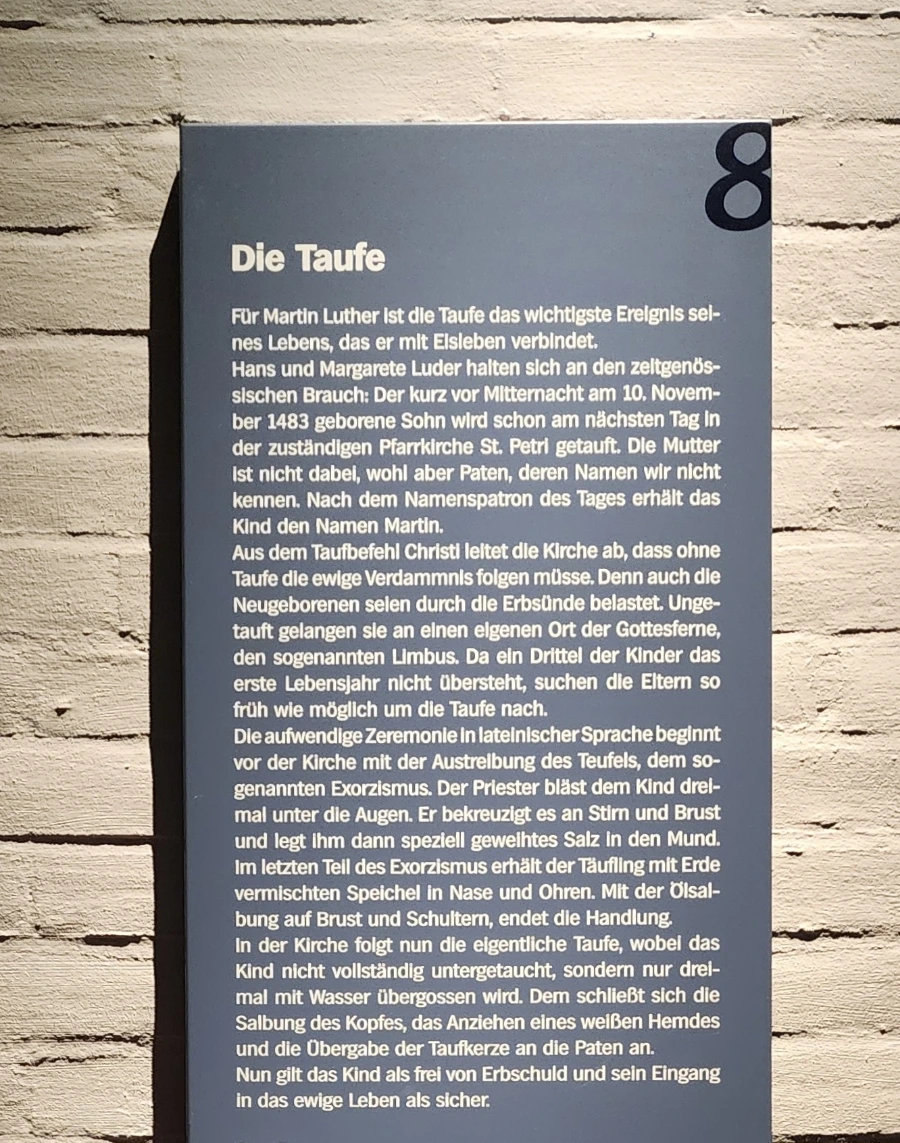 8
Die Taufe
Für Martin Luther ist die Taufe das wichtigste Ereignis sei-
nes Lebens, das er mit Eisleben verbindet.
Hans und Margarete Luder halten sich an den zeitgenös-
sischen Brauch: Der kurz vor Mitternacht am 10. Novem-
ber 1483 geborene Sohn wird schon am nächsten Tag in
der zuständigen Pfarrkirche St. Petri getauft. Die Mutter
ist nicht dabei, wohl aber Paten, deren Namen wir nicht
kennen. Nach dem Namenspatron des Tages erhält das
Kind den Namen Martin.
Aus dem Taufbefehl Christi leitet die Kirche ab, dass ohne
Taufe die ewige Verdammnis folgen müsse. Denn auch die
Neugeborenen seien durch die Erbsünde belastet. Unge-
tauft gelangen sie an einen eigenen Ort der Gottesferne,
den sogenannten Limbus. Da ein Drittel der Kinder das
erste Lebensjahr nicht übersteht, suchen die Eltern so
früh wie möglich um die Taufe nach.
Die aufwendige Zeremonie in lateinischer Sprache beginnt
vor der Kirche mit der Austreibung des Teufels, dem so-
genannten Exorzismus. Der Priester bläst dem Kind drei-
mal unter die Augen. Er bekreuzigt es an Stirn und Brust
und legt ihm dann speziell geweihtes Salz in den Mund.
Im letzten Teil des Exorzismus erhält der Täufling mit Erde
vermischten Speichel in Nase und Ohren. Mit der Ölsal-
bung auf Brust und Schultern, endet die Handlung.
In der Kirche folgt nun die eigentliche Taufe, wobei das
Kind nicht vollständig untergetaucht, sondern nur drei-
mal mit Wasser übergossen wird. Dem schließt sich die
Salbung des Kopfes, das Anziehen eines weißen Hemdes
und die Übergabe der Taufkerze an die Paten an.
Nun gilt das Kind als frei von Erbschuld und sein Eingang
in das ewige Leben als sicher.